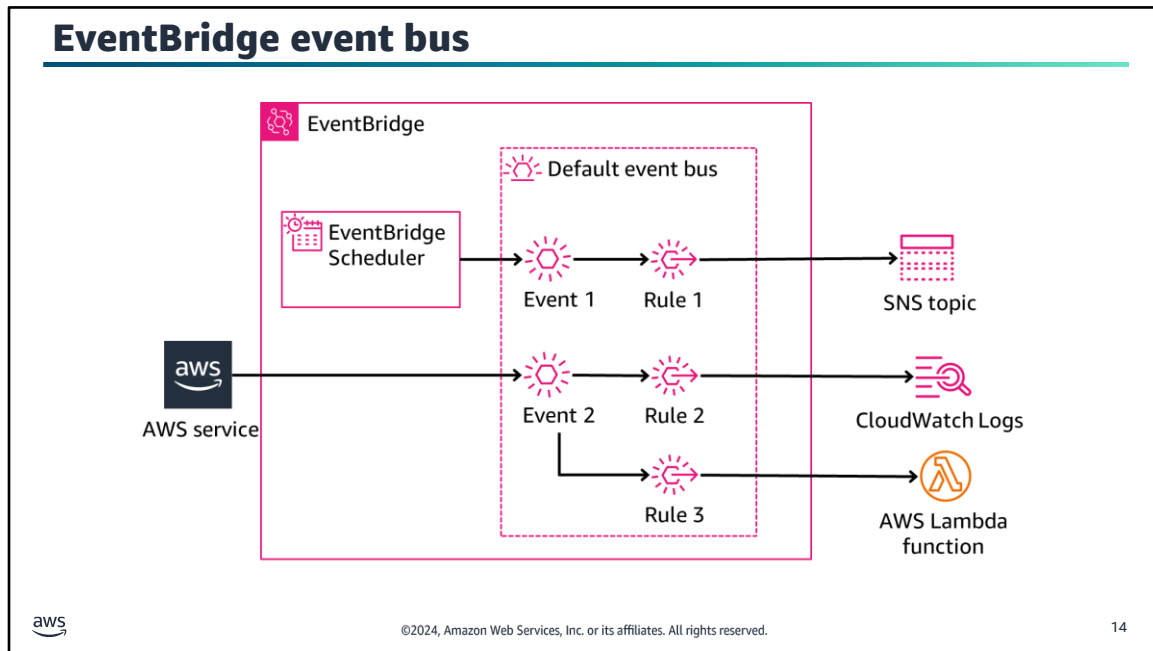 EventBridge event bus
EventBridge
Default event bus
EventBridge
Scheduler
Event 1
Rule 1
SNS topic
aws
AWS service
Event 2
Rule 2
CloudWatch Logs
Rule 3
AWS Lambda
function
aws
©2024, Amazon Web Services, Inc. or its affiliates. All rights reserved.
14